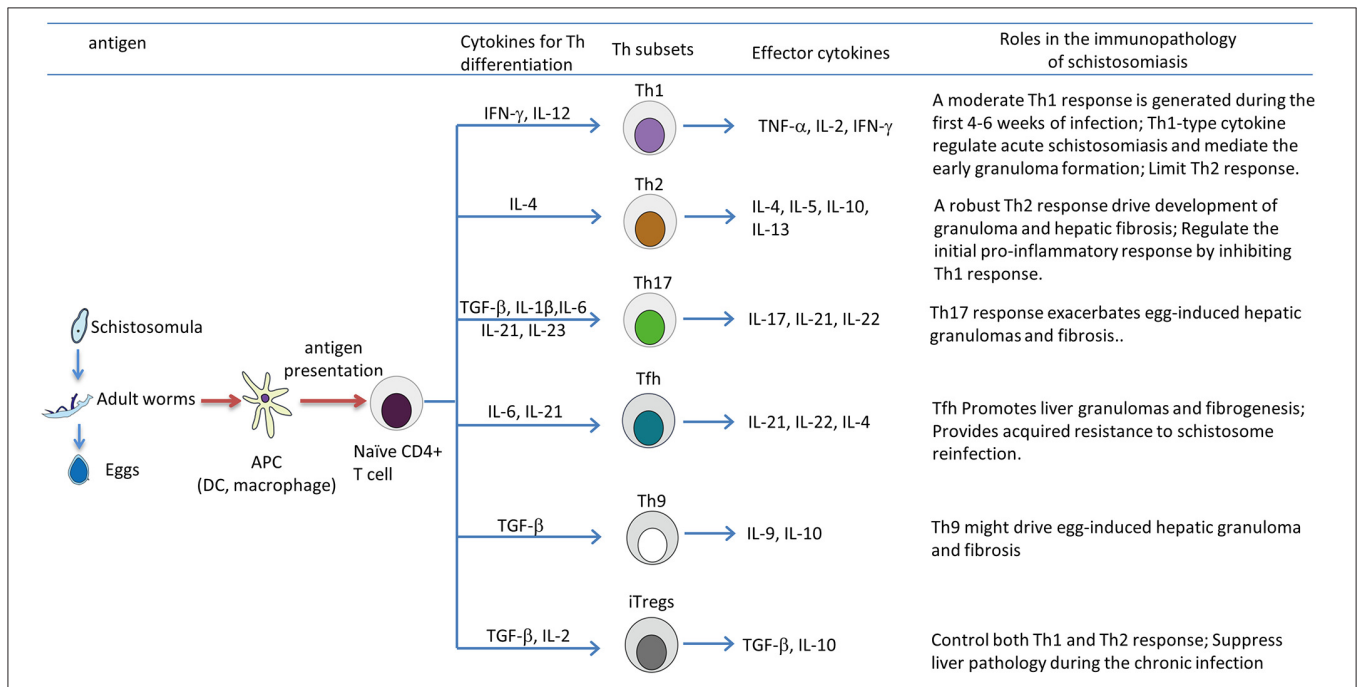 antigen
Cytokines for Th
differentiation
Th subsets
Effector cytokines
Roles in the immunopathology
of schistosomiasis
Th1
IFN-γ, IL-12
TNF-α, IL-2, IFN-γ
A moderate Th1 response is generated during the
first 4-6 weeks of infection; Th1-type cytokine
regulate acute schistosomiasis and mediate the
early granuloma formation; Limit Th2 response.
Th2
IL-4
IL-4, IL-5, IL-10,
IL-13
A robust Th2 response drive development of
granuloma and hepatic fibrosis; Regulate the
initial pro-inflammatory response by inhibiting
Th1 response.
Th17
TGF-β, IL-1β,IL-6
IL-21, IL-23
IL-17, IL-21, IL-22
Th17 response exacerbates egg-induced hepatic
granulomas and fibrosis..
Schistosomula
Adult worms
Eggs
APC
(DC, macrophage)
antigen
presentation
Naïve CD4+
T cell
Tfh
IL-6, IL-21
IL-21, IL-22, IL-4
Tfh Promotes liver granulomas and fibrogenesis;
Provides acquired resistance to schistosome
reinfection.
Th9
TGF-β
IL-9, IL-10
Th9 might drive egg-induced hepatic granuloma
and fibrosis
iTregs
TGF-β, IL-2
TGF-β, IL-10
Control both Th1 and Th2 response; Suppress
liver pathology during the chronic infection